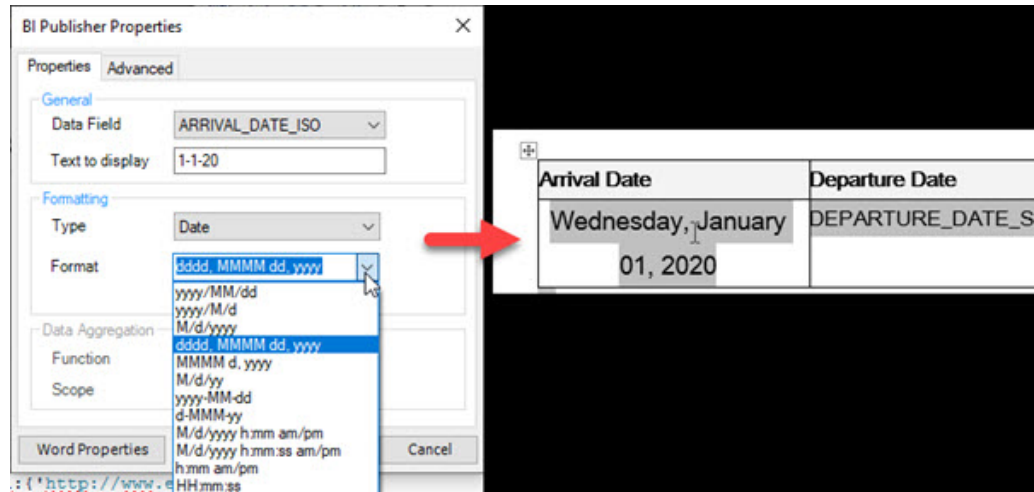 BI Publisher Properties
Properties Advanced
General
Data Field ARRIVAL_DATE_ISO
Text to display 1-1-20
Formatting
Type Date
Format dddd, MMMM dd, yyyy
yyyy/MM/dd
yyyy/M/d
M/d/yyyy
dddd, MMMM dd, yyyy
MMMM d, yyyy
M/d/yy
yyyy-MM-dd
d-MMM-yy
M/d/yyyy h:mm am/pm
M/d/yyyy h:mm:ss am/pm
h:mm am/pm
HH:mm:ss
Data Aggregation
Function
Scope
Word Properties Cancel
:{'http://www.e
Arrival Date Departure Date
Wednesday, January DEPARTURE_DATE_S
01, 2020